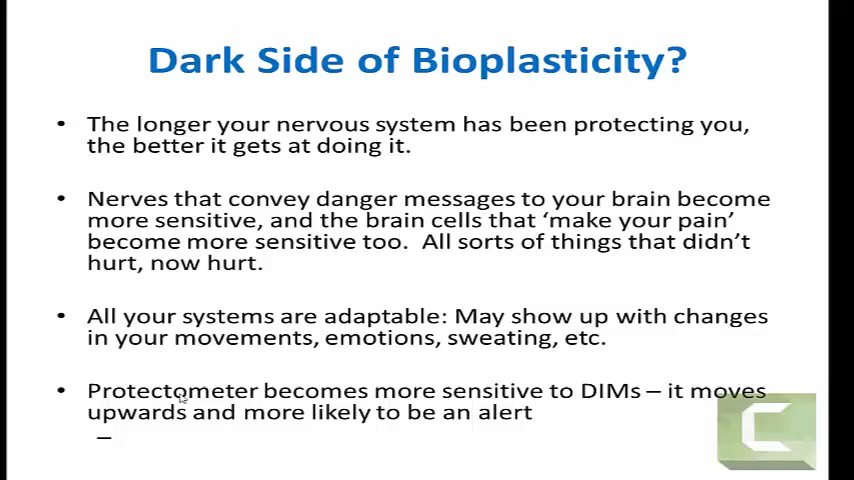 Dark Side of Bioplasticity?
• The longer your nervous system has been protecting you,
the better it gets at doing it.
• Nerves that convey danger messages to your brain become
more sensitive, and the brain cells that ‘make your pain’
become more sensitive too.  All sorts of things that didn’t
hurt, now hurt.
• All your systems are adaptable: May show up with changes
in your movements, emotions, sweating, etc.
• Protectometer becomes more sensitive to DIMs – it moves
upwards and more likely to be an alert
–